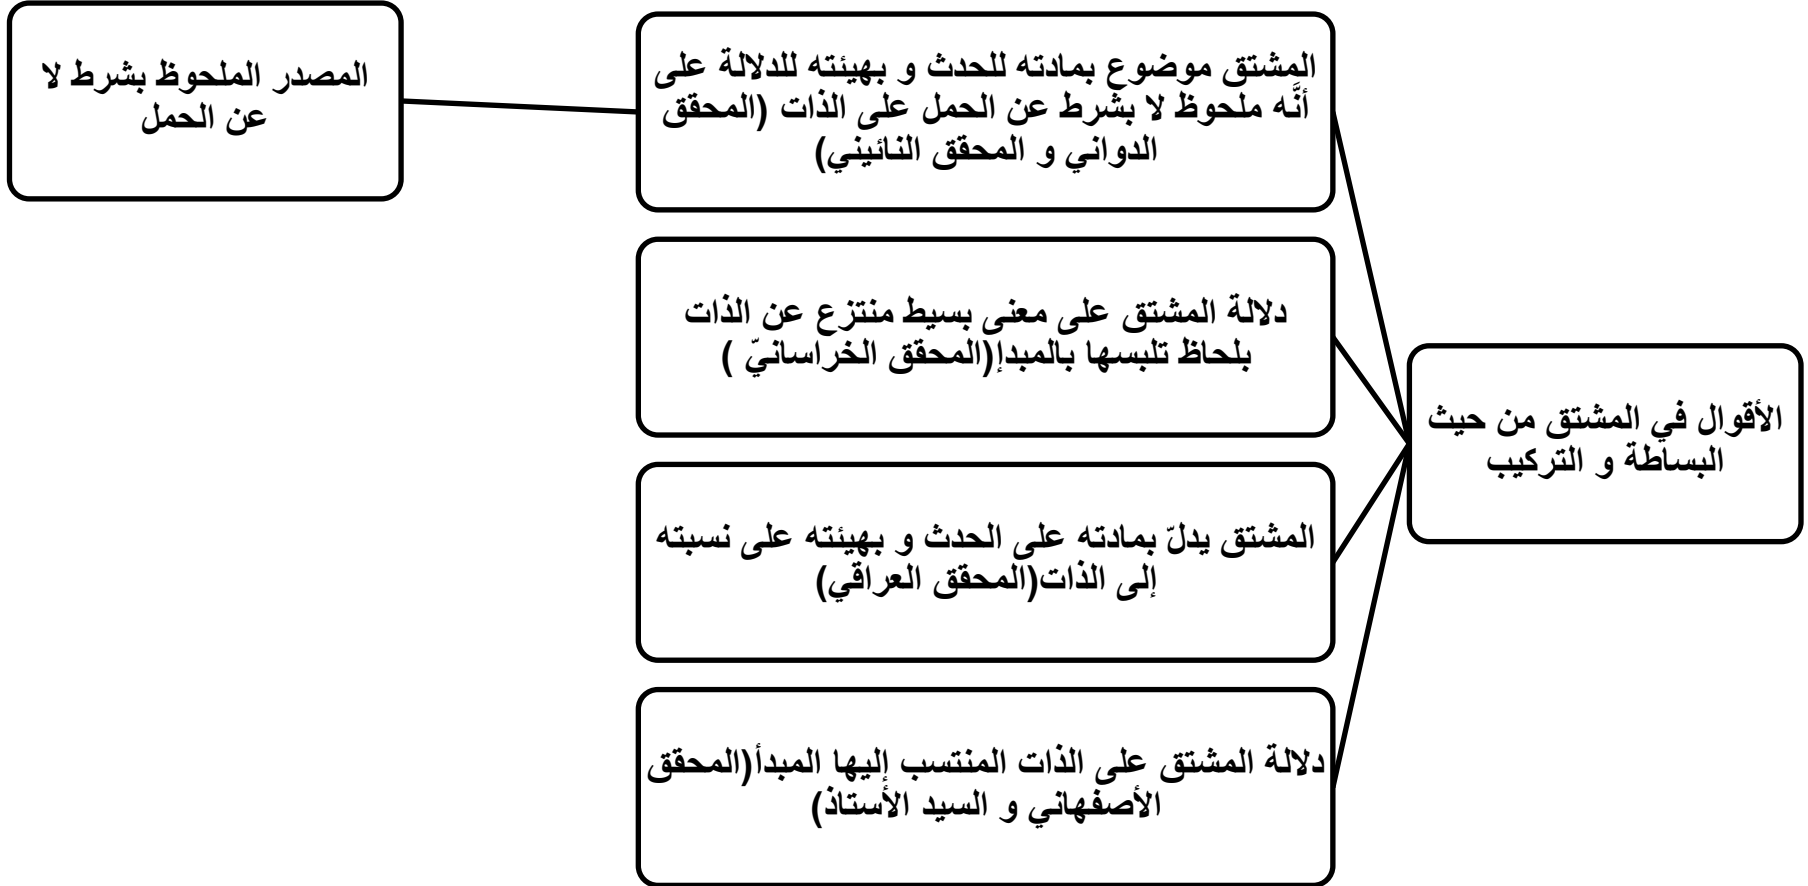 الأقوال في المشتق من حيث
البساطة و التركيب
المشتق موضوع بمادته للحدث و بهيئته للدلالة على
أنَّه ملحوظ لا بشرط عن الحمل على الذات (المحقق
الدواني و المحقق النائيني)
المصدر الملحوظ بشرط لا
عن الحمل
دلالة المشتق على معنى بسيط منتزع عن الذات
بلحاظ تلبسها بالمبدإ(المحقق الخراسانيّ )
المشتق يدلّ بمادته على الحدث و بهيئته على نسبته
إلى الذات(المحقق العراقي)
دلالة المشتق على الذات المنتسب إليها المبدأ(المحقق
الأصفهاني و السيد الأستاذ)